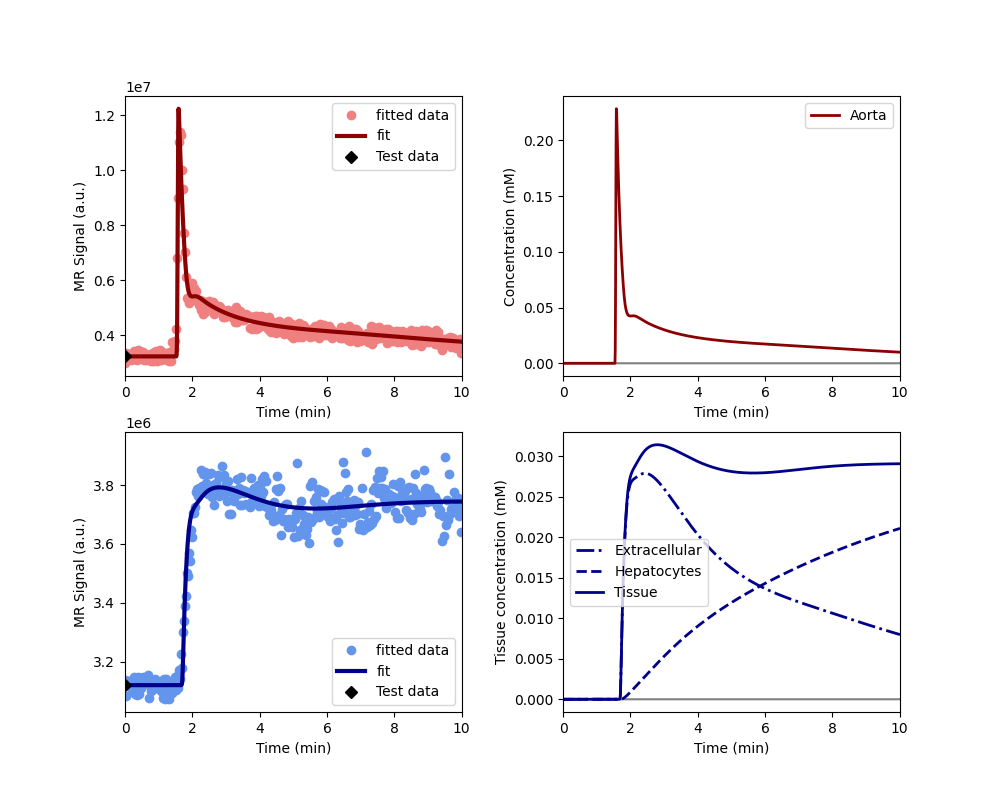 1e7
MR Signal (a.u.)
1.2
1.0
0.8
0.6
0.4
fitted data
fit
Test data
0 2 4 6 8 10
Time (min)
Concentration (mM)
0.20
0.15
0.10
0.05
0.00
Aorta
0 2 4 6 8 10
Time (min)
1e6
MR Signal (a.u.)
3.8
3.6
3.4
3.2
fitted data
fit
Test data
0 2 4 6 8 10
Time (min)
Tissue concentration (mM)
0.030
0.025
0.020
0.015
0.010
0.005
0.000
Extracellular
Hepatocytes
Tissue
0 2 4 6 8 10
Time (min)